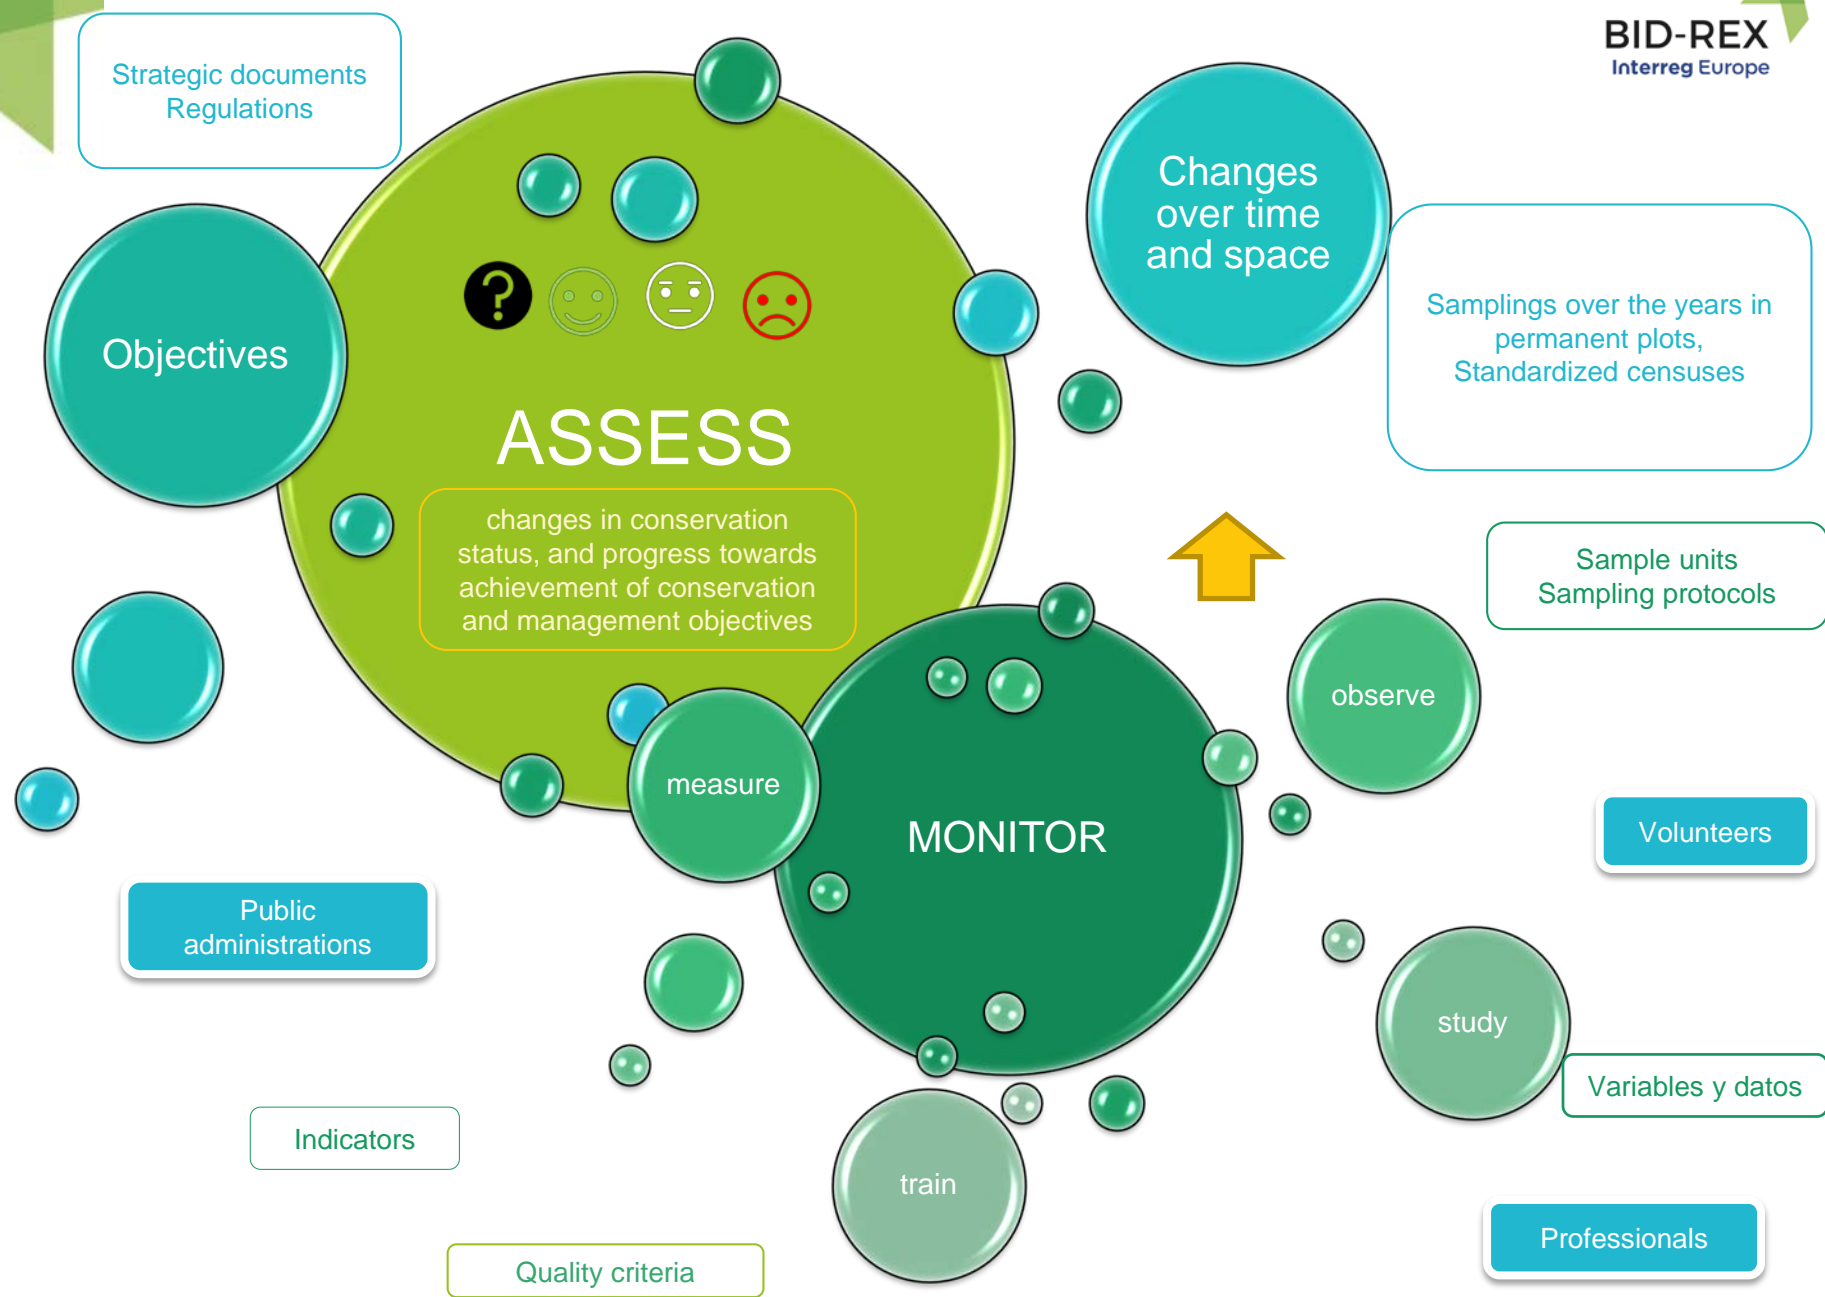 BID-REX
Interreg Europe
Strategic documents
Regulations
Changes
over time
and space
?
Objectives
Samplings over the years in
permanent plots,
Standardized censuses
ASSESS
changes in conservation
status, and progress towards
achievement of conservation
and management objectives
Sample units
Sampling protocols
observe
measure
MONITOR
Volunteers
Public
administrations
study
Variables y datos
Indicators
train
Professionals
Quality criteria